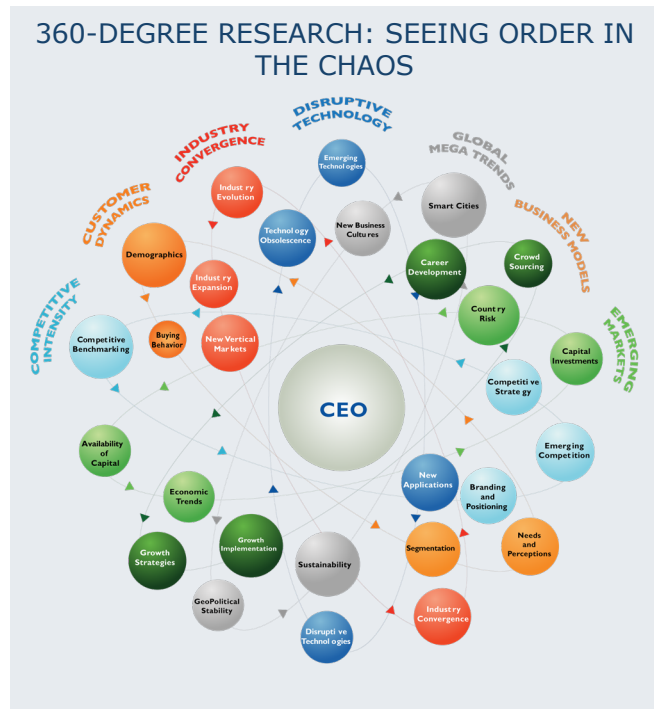 360-DEGREE RESEARCH: SEEING ORDER IN
THE CHAOS
DISRUPTIVE
TECHNOLOGY
INDUSTRY
CONVERGENCE
GLOBAL
MEGA TRENDS
CUSTOMER
DYNAMICS
NEW
BUSINESS MODELS
COMPETITIVE
INTENSITY
EMERGING
MARKETS
Emerging
Technologies
Industry
Evolution
Smart Cities
Technology
Obsolescence
New Business
Cultures
Demographics
Career
Development
Crowd
Sourcing
Industry
Expansion
Country
Risk
Competitive
Benchmarking
Buying
Behavior
New Vertical
Markets
Capital
Investments
Competitive
Strategy
CEO
Availability
of
Capital
Emerging
Competition
New
Applications
Branding
and
Positioning
Economic
Trends
Growth
Strategies
Growth
Implementation
Sustainability
Segmentation
Needs
and
Perceptions
GeoPolitical
Stability
Industry
Convergence
Disruptive
Technologies